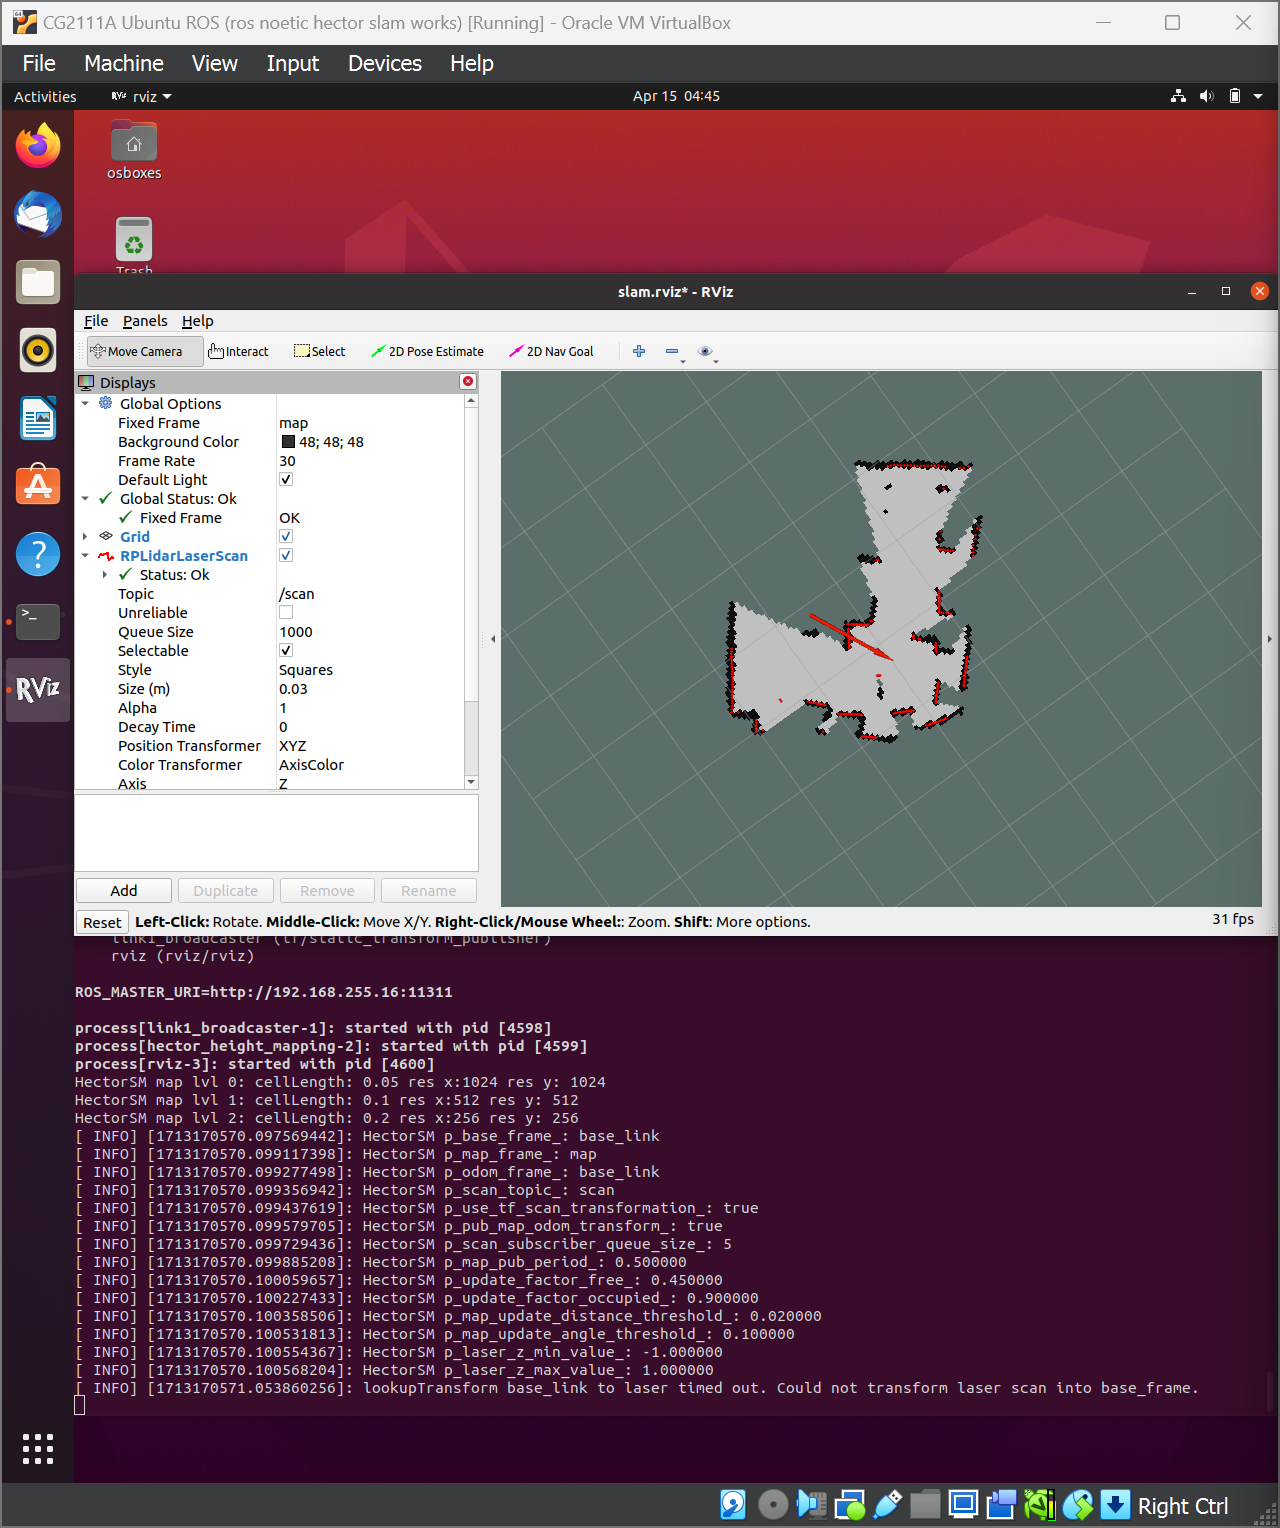 CG2111A Ubuntu ROS (ros noetic hector slam works) [Running] - Oracle VM VirtualBox
File Machine View Input Devices Help
Activities RViz rviz Apr 15 04:45
osboxes
Trash
slam.rviz* - RViz
File Panels Help
Move Camera Interact Select 2D Pose Estimate 2D Nav Goal
Displays
Global Options
Fixed Frame map
Background Color 48; 48; 48
Frame Rate 30
Default Light
Global Status: Ok
Fixed Frame OK
Grid
RPLidarLaserScan
Status: Ok
Topic /scan
Unreliable
Queue Size 1000
Selectable
Style Squares
Size (m) 0.03
Alpha 1
Decay Time 0
Position Transformer XYZ
Color Transformer AxisColor
Axis Z
RViz
Add Duplicate Remove Rename
Reset Left-Click: Rotate. Middle-Click: Move X/Y. Right-Click/Mouse Wheel:: Zoom. Shift: More options. 31 fps
link1_broadcaster (tf/static_transform_publisher)
rviz (rviz/rviz)
ROS_MASTER_URI=http://192.168.255.16:11311
process[link1_broadcaster-1]: started with pid [4598]
process[hector_height_mapping-2]: started with pid [4599]
process[rviz-3]: started with pid [4600]
HectorSM map lvl 0: cellLength: 0.05 res x:1024 res y: 1024
HectorSM map lvl 1: cellLength: 0.1 res x:512 res y: 512
HectorSM map lvl 2: cellLength: 0.2 res x:256 res y: 256
[ INFO] [1713170570.097569442]: HectorSM p_base_frame_: base_link
[ INFO] [1713170570.099117398]: HectorSM p_map_frame_: map
[ INFO] [1713170570.099277498]: HectorSM p_odom_frame_: base_link
[ INFO] [1713170570.099356942]: HectorSM p_scan_topic_: scan
[ INFO] [1713170570.099437619]: HectorSM p_use_tf_scan_transformation_: true
[ INFO] [1713170570.099579705]: HectorSM p_pub_map_odom_transform_: true
[ INFO] [1713170570.099729436]: HectorSM p_scan_subscriber_queue_size_: 5
[ INFO] [1713170570.099885208]: HectorSM p_map_pub_period_: 0.500000
[ INFO] [1713170570.100059657]: HectorSM p_update_factor_free_: 0.450000
[ INFO] [1713170570.100227433]: HectorSM p_update_factor_occupied_: 0.900000
[ INFO] [1713170570.100358506]: HectorSM p_map_update_distance_threshold_: 0.020000
[ INFO] [1713170570.100531813]: HectorSM p_map_update_angle_threshold_: 0.100000
[ INFO] [1713170570.100554367]: HectorSM p_laser_z_min_value_: -1.000000
[ INFO] [1713170570.100568204]: HectorSM p_laser_z_max_value_: 1.000000
[ INFO] [1713170571.053860256]: lookupTransform base_link to laser timed out. Could not transform laser scan into base_frame.
Right Ctrl